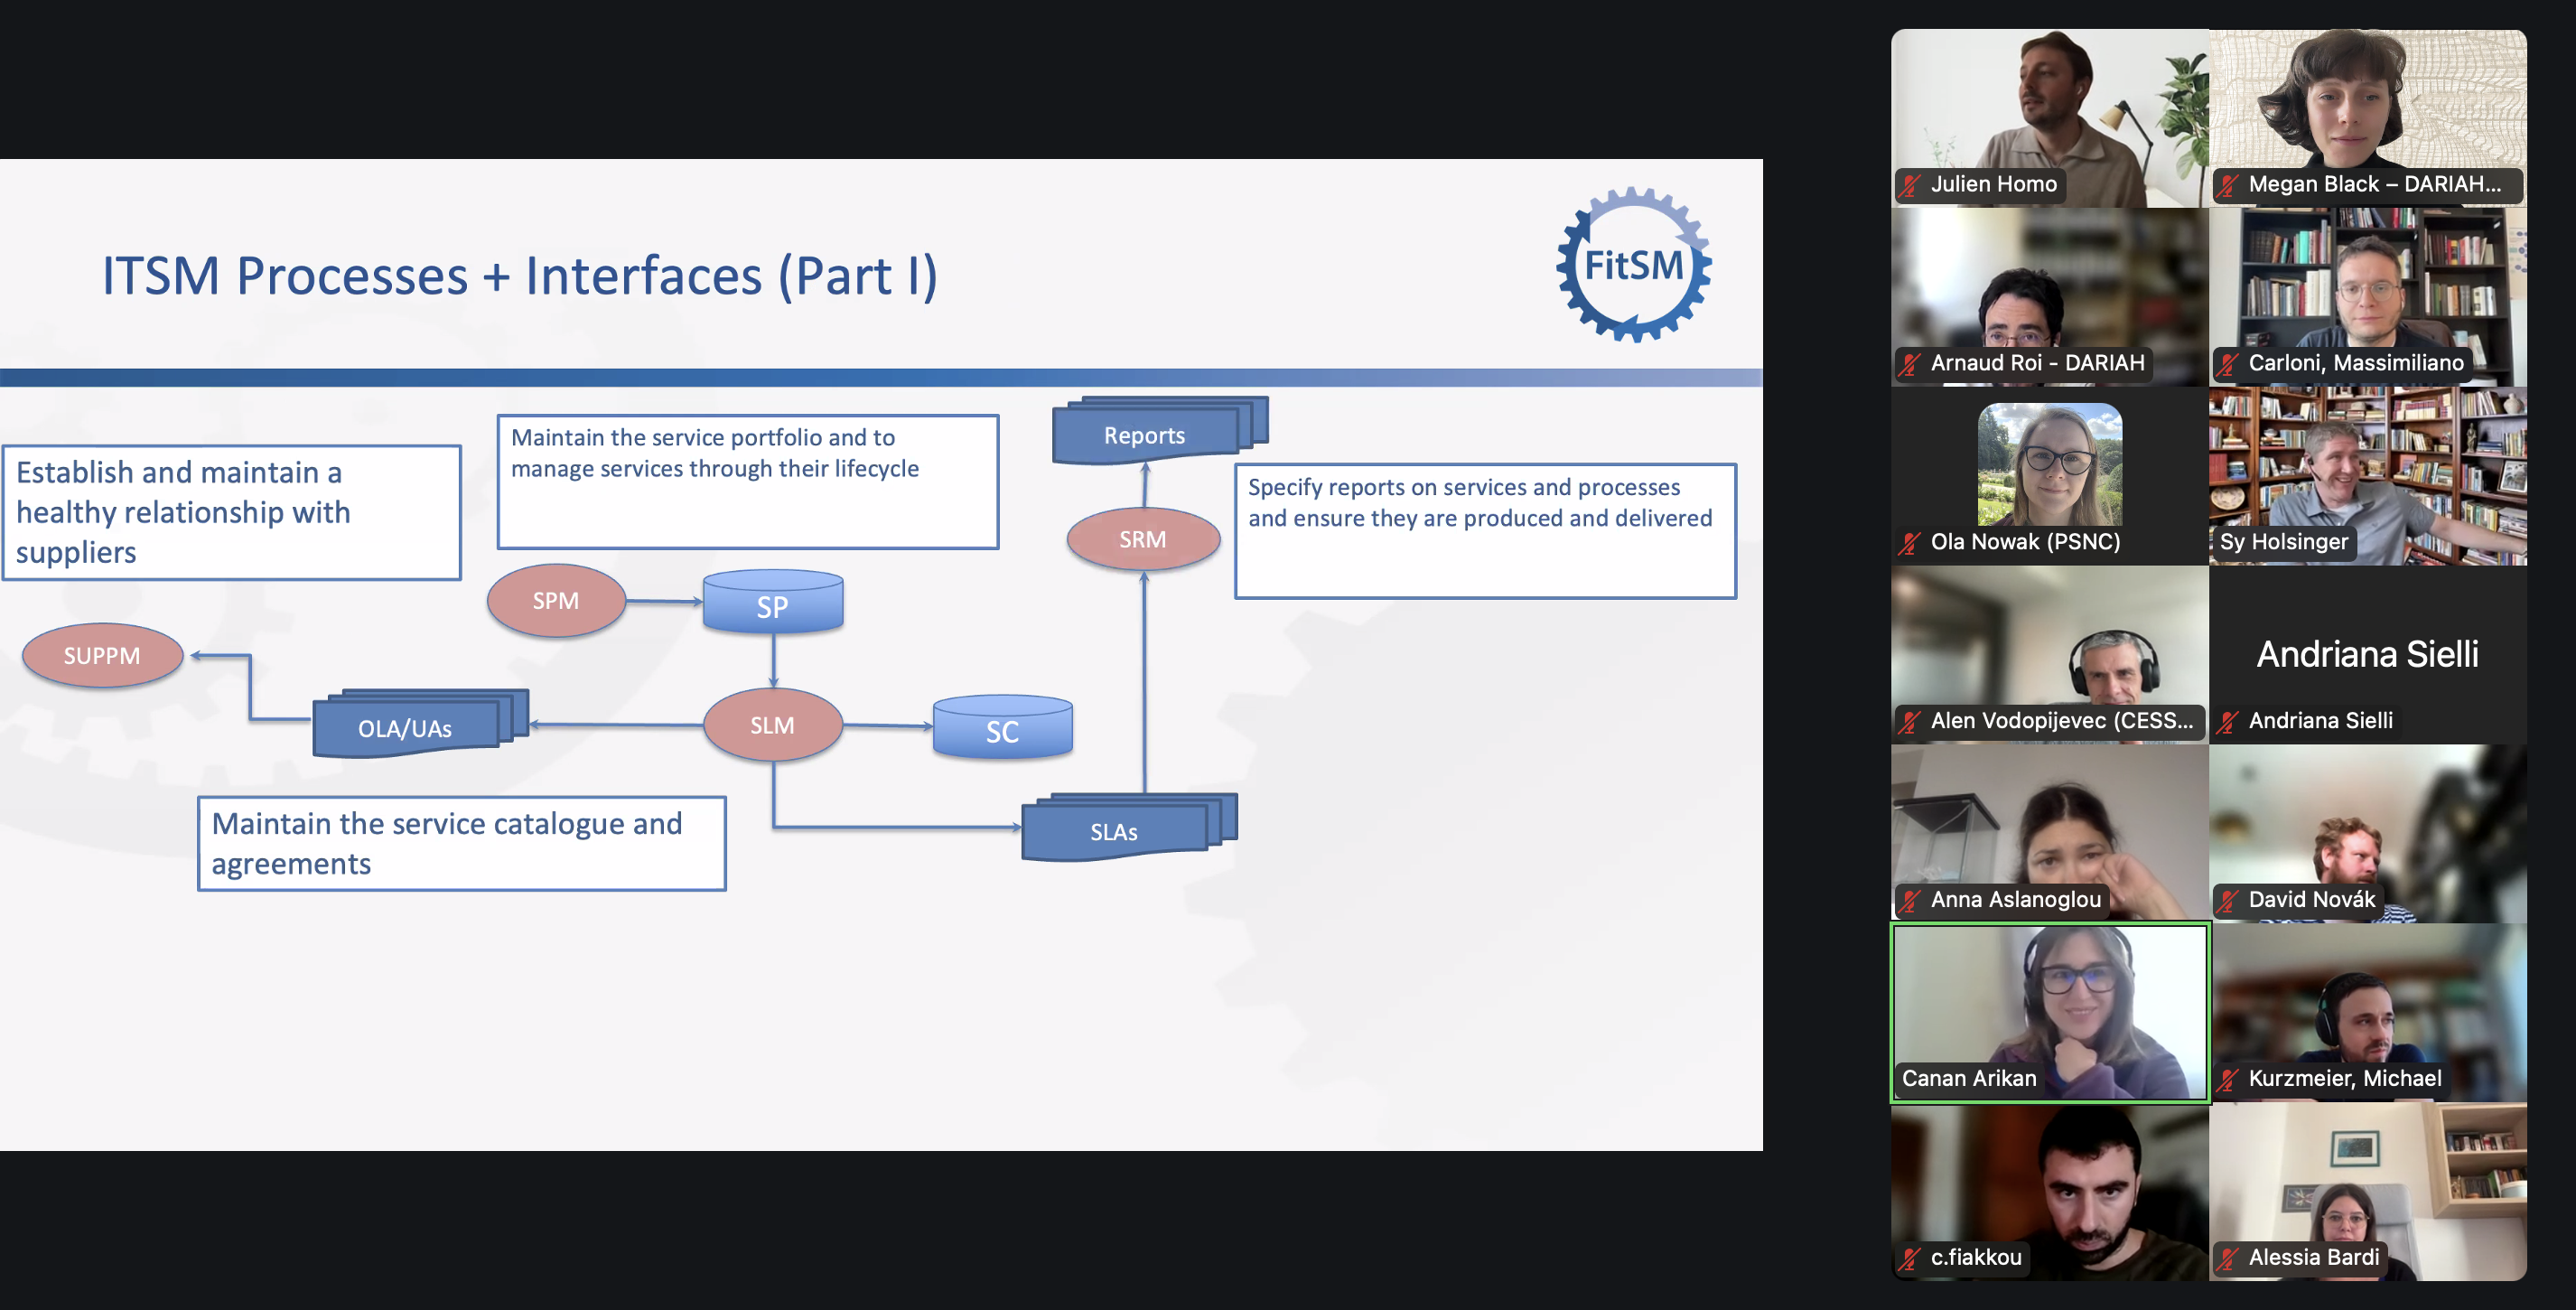 ITSM Processes + Interfaces (Part I)
FitSM
Establish and maintain a
healthy relationship with
suppliers
Maintain the service portfolio and to
manage services through their lifecycle
Reports
Specify reports on services and processes
and ensure they are produced and delivered
SRM
SPM
SP
SUPPM
OLA/UAs
SLM
SC
Maintain the service catalogue and
agreements
SLAs
Julien Homo
Megan Black – DARIAH...
Arnaud Roi - DARIAH
Carloni, Massimiliano
Ola Nowak (PSNC)
Sy Holsinger
Alen Vodopijevec (CESS...
Andriana Sielli
Andriana Sielli
Anna Aslanoglou
David Novák
Canan Arikan
Kurzmeier, Michael
c.fiakkou
Alessia Bardi